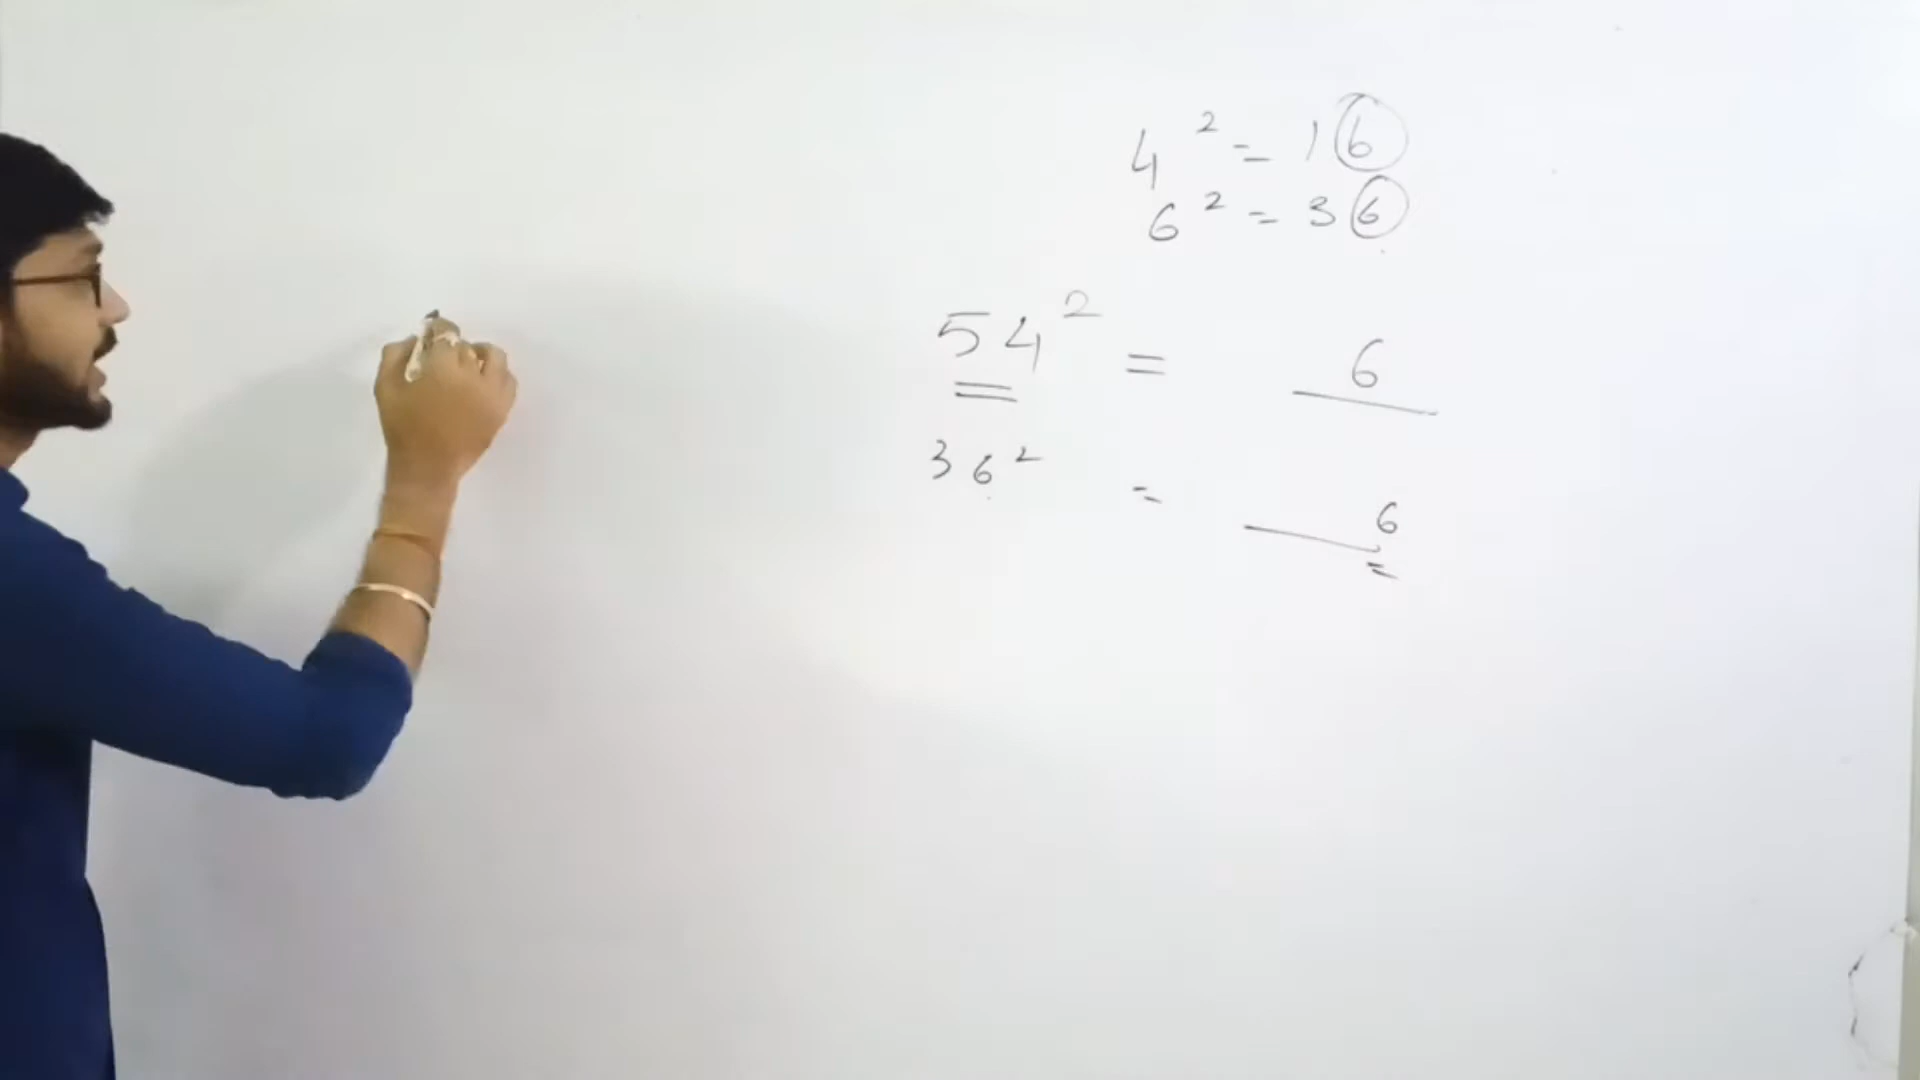 4² = 16
6² = 36
54² = 6
36² = 6